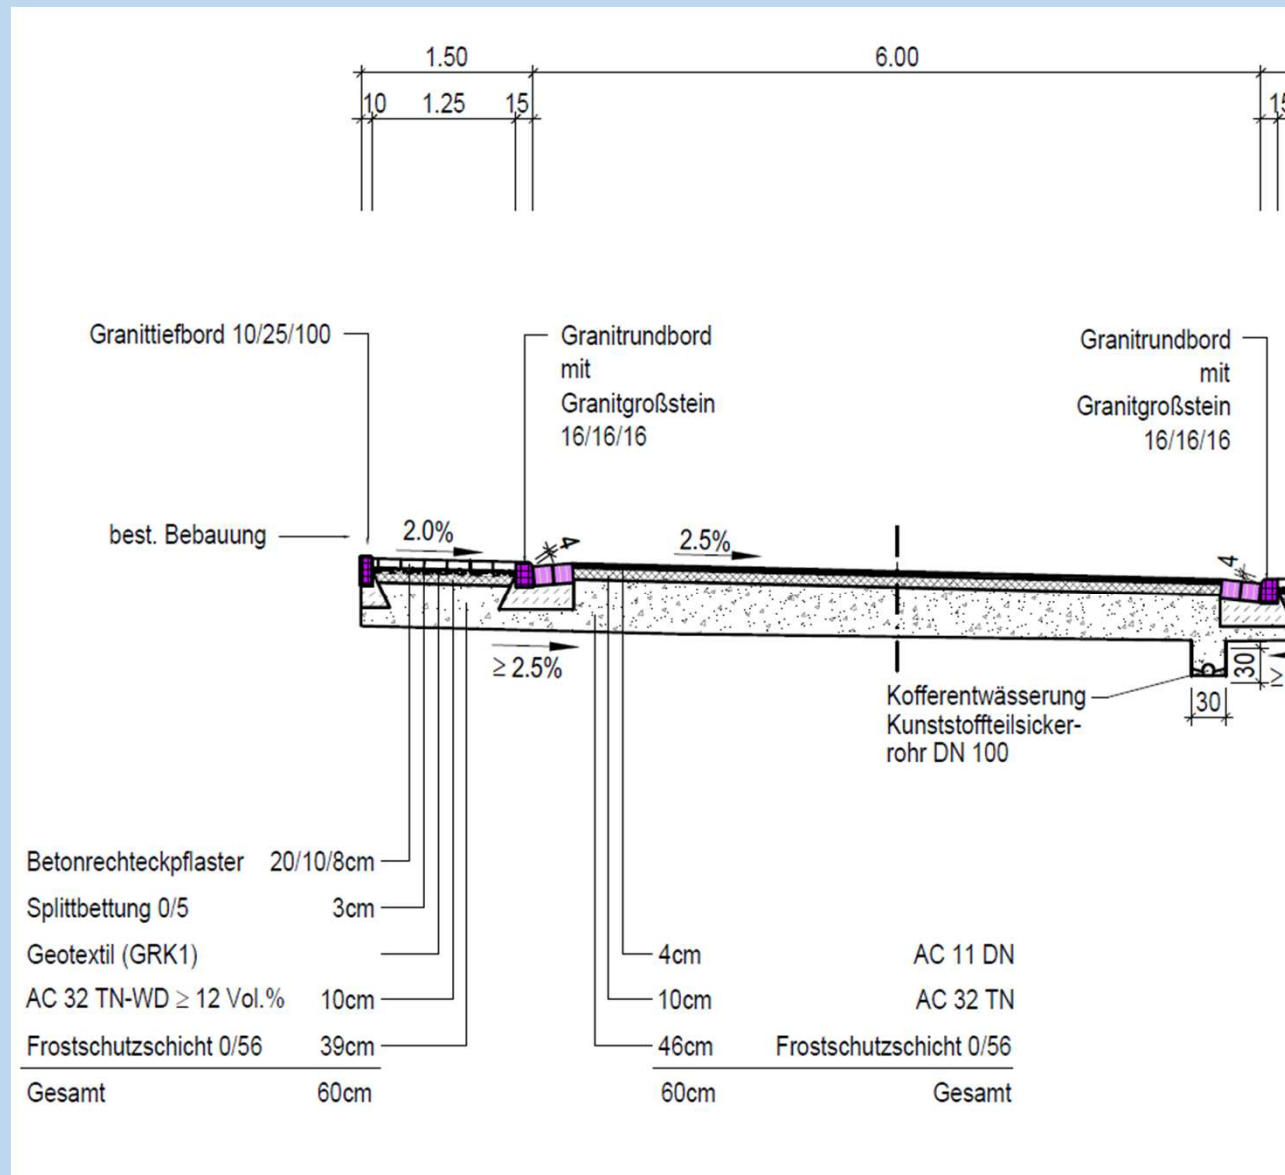 1.50 6.00
10 1.25 15 15
Granittiefbord 10/25/100
Granitrundbord
mit
Granitgroßstein
16/16/16
Granitrundbord
mit
Granitgroßstein
16/16/16
best. Bebauung
2.0%
4
2.5%
4
≥ 2.5%
30
≥
30
Kofferentwässerung
Kunststoffteilsicker-
rohr DN 100
Betonrechteckpflaster 20/10/8cm
Splittbettung 0/5 3cm
Geotextil (GRK1)
AC 32 TN-WD ≥ 12 Vol.% 10cm
Frostschutzschicht 0/56 39cm
Gesamt 60cm
4cm AC 11 DN
10cm AC 32 TN
46cm Frostschutzschicht 0/56
60cm Gesamt